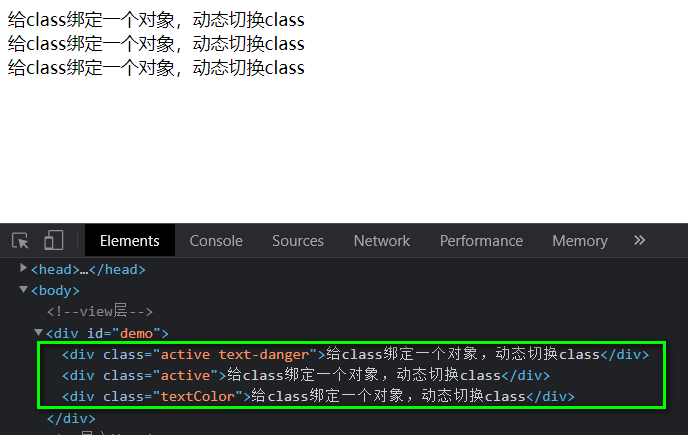 给class绑定一个对象，动态切换class
给class绑定一个对象，动态切换class
给class绑定一个对象，动态切换class
Elements Console Sources Network Performance Memory »
<head>…</head>
<body>
<!--view层-->
<div id="demo">
<div class="active text-danger">给class绑定一个对象，动态切换class</div>
<div class="active">给class绑定一个对象，动态切换class</div>
<div class="textColor">给class绑定一个对象，动态切换class</div>
</div>